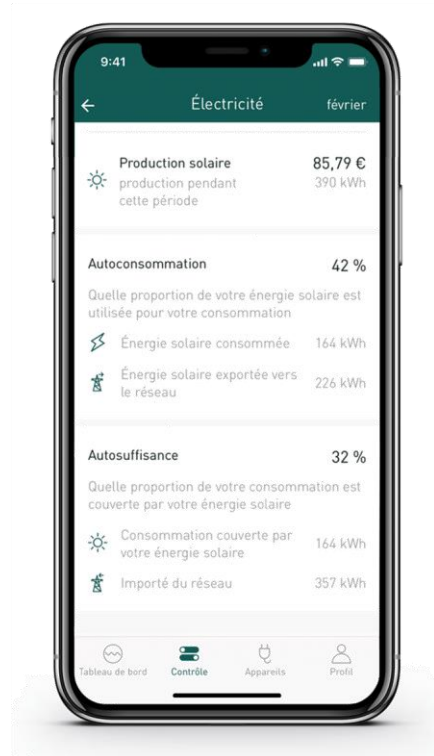 9:41
Électricité février
Production solaire 85,79 €
production pendant 390 kWh
cette période
Autoconsommation 42 %
Quelle proportion de votre énergie solaire est
utilisée pour votre consommation
Énergie solaire consommée 164 kWh
Énergie solaire exportée vers
le réseau 226 kWh
Autosuffisance 32 %
Quelle proportion de votre consommation est
couverte par votre énergie solaire
Consommation couverte par
votre énergie solaire 164 kWh
Importé du réseau 357 kWh
Tableau de bord Contrôle Appareils Profil